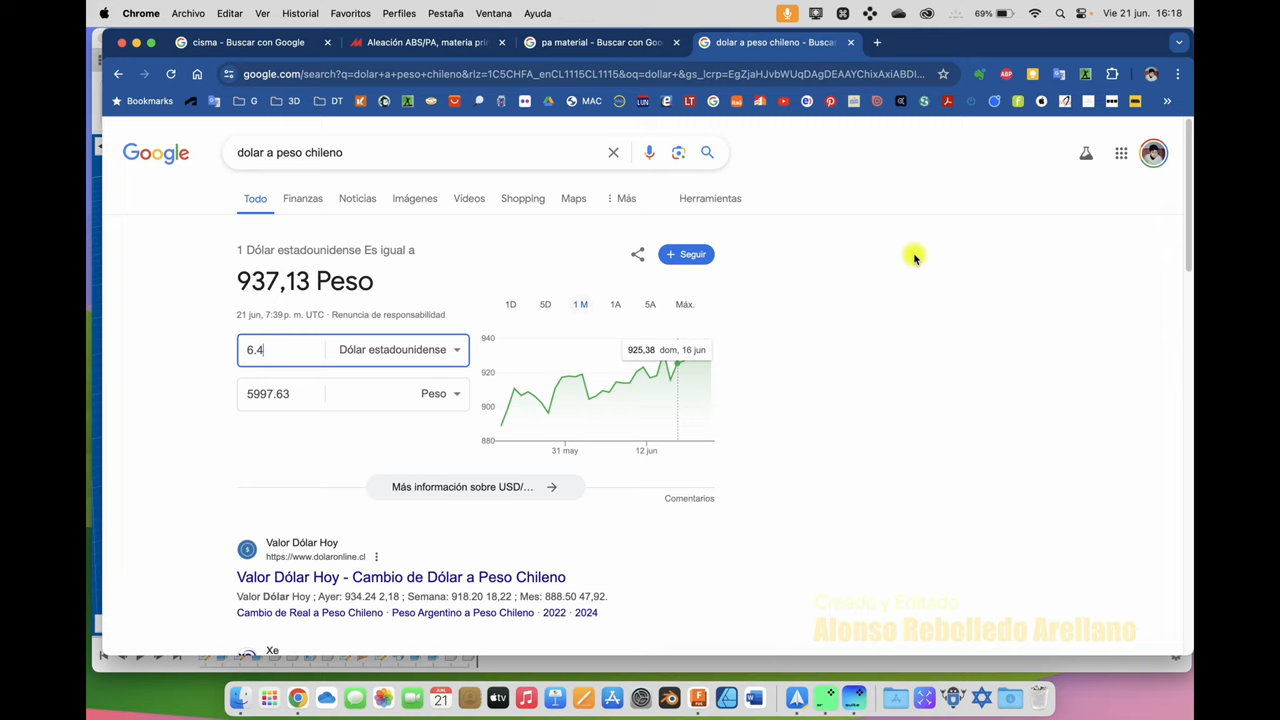 Chrome Archivo Editar Ver Historial Favoritos Perfiles Pestaña Ventana Ayuda 69% Vie 21 jun. 16:18
cisma - Buscar con Google
Aleación ABS/PA, materia pri
pa material - Buscar con Goo
dolar a peso chileno - Buscar
google.com/search?q=dolar+a+peso+chileno&rlz=1C5CHFA_enCL1115CL1115&oq=dollar+&gs_lcrp=EgZjaHJvbWUqDAgDEAAYChixAxiABDI...
Bookmarks G 3D DT MAC
Google
dolar a peso chileno
Todo Finanzas Noticias Imágenes Videos Shopping Maps Más Herramientas
1 Dólar estadounidense Es igual a
937,13 Peso
Seguir
21 jun, 7:39 p. m. UTC · Renuncia de responsabilidad
1D 5D 1 M 1A 5A Máx.
6.4 Dólar estadounidense
5997.63 Peso
940
920
900
880
925,38 dom, 16 jun
31 may 12 jun
Más información sobre USD/...
Comentarios
Valor Dólar Hoy
https://www.dolaronline.cl
Valor Dólar Hoy - Cambio de Dólar a Peso Chileno
Valor Dólar Hoy ; Ayer: 934.24 2,18 ; Semana: 918.20 18,22 ; Mes: 888.50 47,92.
Cambio de Real a Peso Chileno · Peso Argentino a Peso Chileno · 2022 · 2024
Xe
Creado y Editado
Alonso Rebolledo Arellano